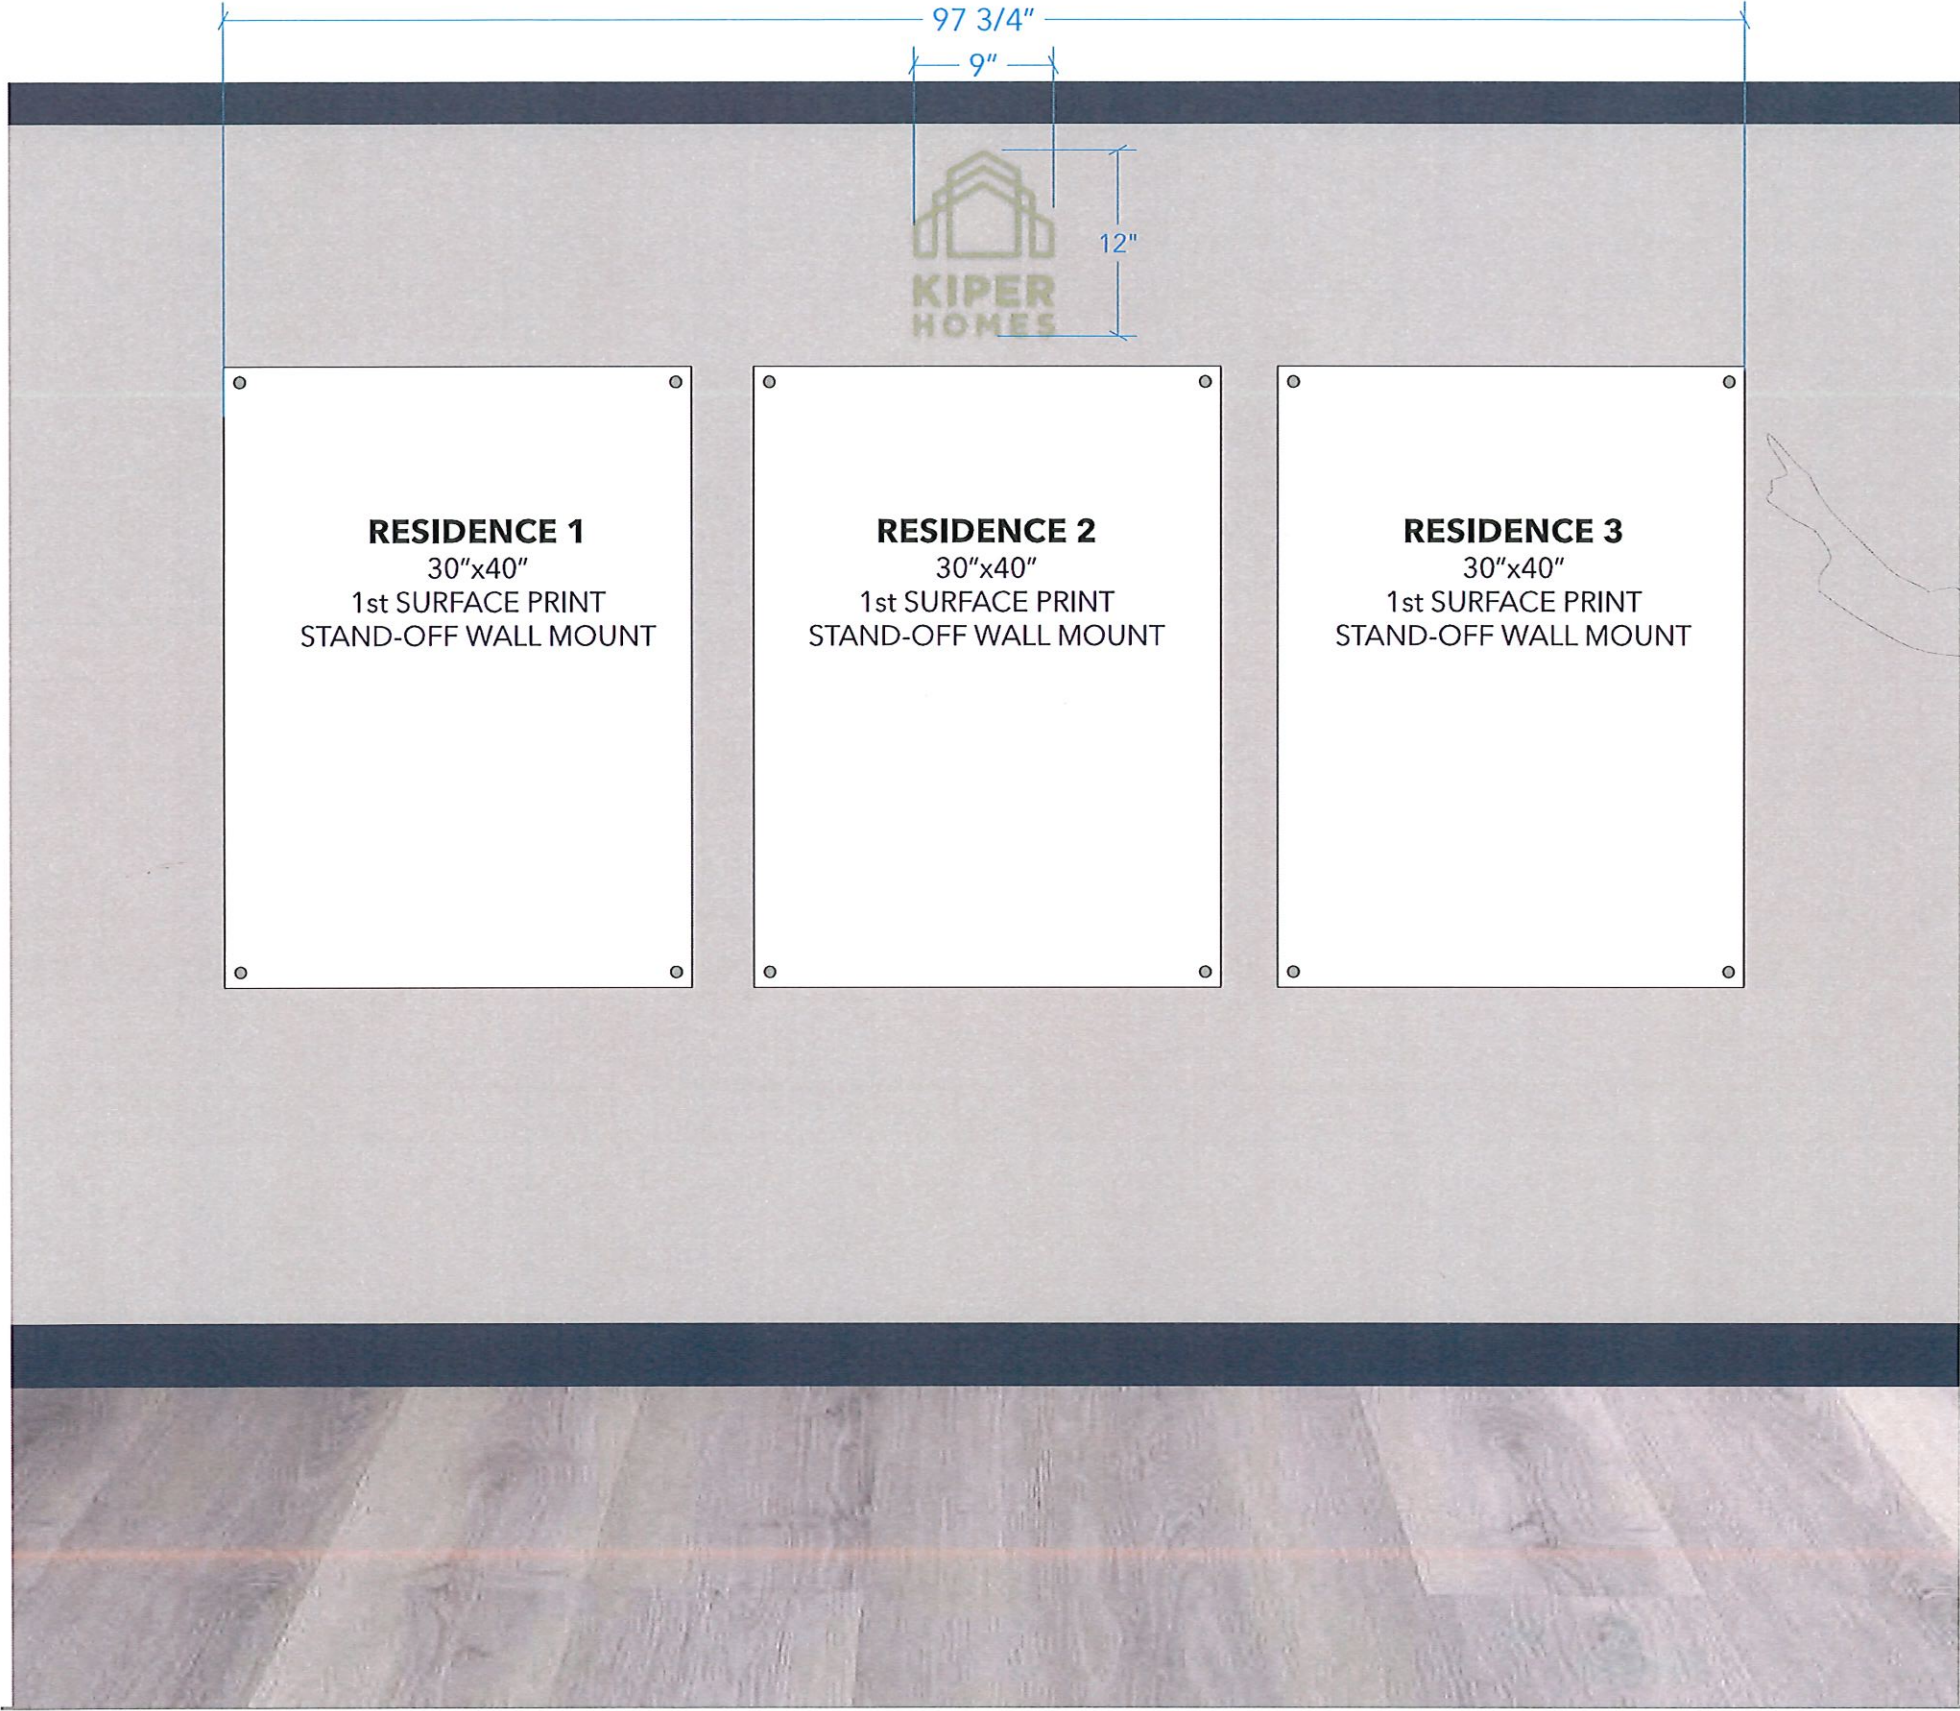 97 3/4"
9"
12"
KIPER
HOMES
RESIDENCE 1
30"x40"
1st SURFACE PRINT
STAND-OFF WALL MOUNT
RESIDENCE 2
30"x40"
1st SURFACE PRINT
STAND-OFF WALL MOUNT
RESIDENCE 3
30"x40"
1st SURFACE PRINT
STAND-OFF WALL MOUNT